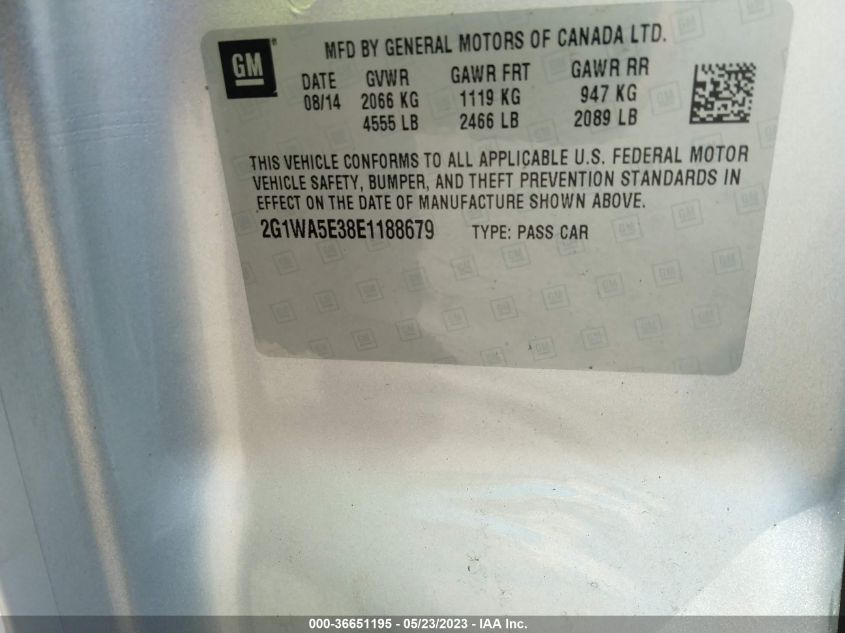 GM
MFD BY GENERAL MOTORS OF CANADA LTD.
DATE GVWR GAWR FRT GAWR RR
08/14 2066 KG 1119 KG 947 KG
4555 LB 2466 LB 2089 LB
THIS VEHICLE CONFORMS TO ALL APPLICABLE U.S. FEDERAL MOTOR
VEHICLE SAFETY, BUMPER, AND THEFT PREVENTION STANDARDS IN
EFFECT ON THE DATE OF MANUFACTURE SHOWN ABOVE.
2G1WA5E38E1188679 TYPE: PASS CAR
000-36651195 - 05/23/2023 - IAA Inc.